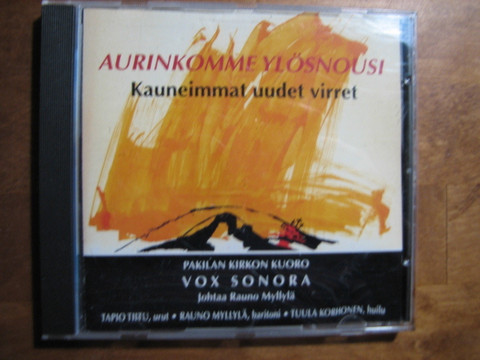 AURINKOMME YLÖSNOUSI
Kauneimmat uudet virret
PAKILAN KIRKON KUORO
VOX SONORA
Johtaa Rauno Myllylä
TAPIO TIITU, urut • RAUNO MYLLYLÄ, baritoni • TUULA KORHONEN, huilu